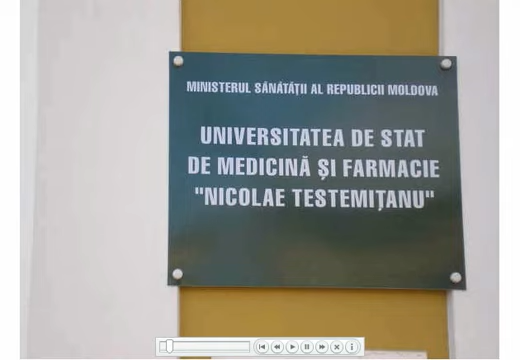 MINISTERUL SĂNĂTĂŢII AL REPUBLICII MOLDOVA
UNIVERSITATEA DE STAT
DE MEDICINĂ ŞI FARMACIE
"NICOLAE TESTEMIŢANU"